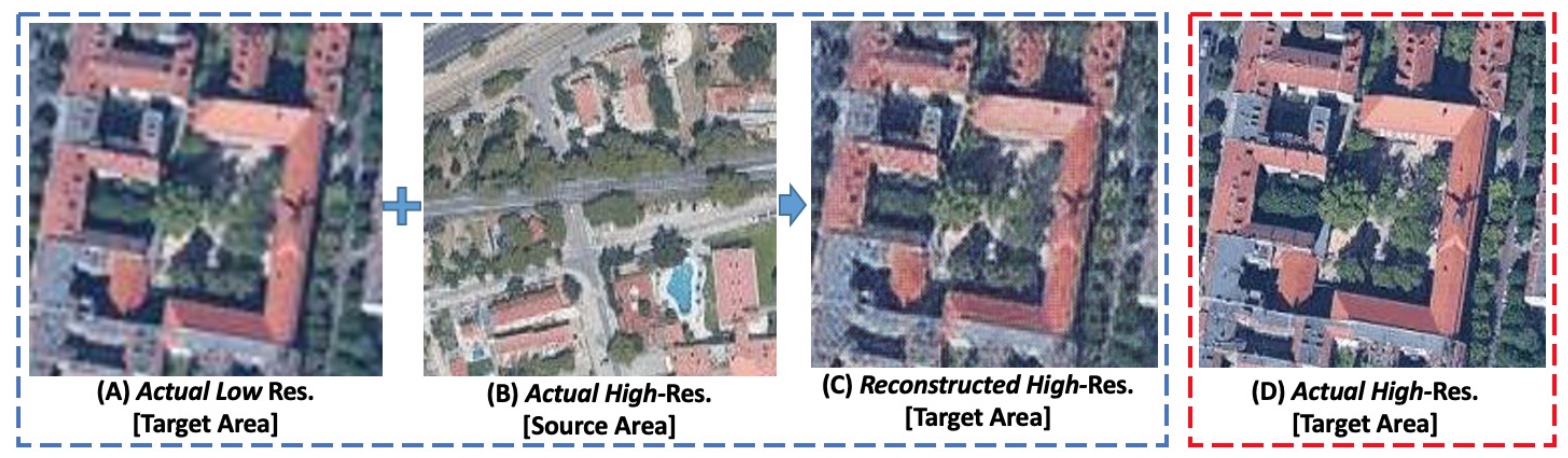 (A) Actual Low Res.
[Target Area]
(B) Actual High-Res.
[Source Area]
(C) Reconstructed High-Res.
[Target Area]
(D) Actual High-Res.
[Target Area]